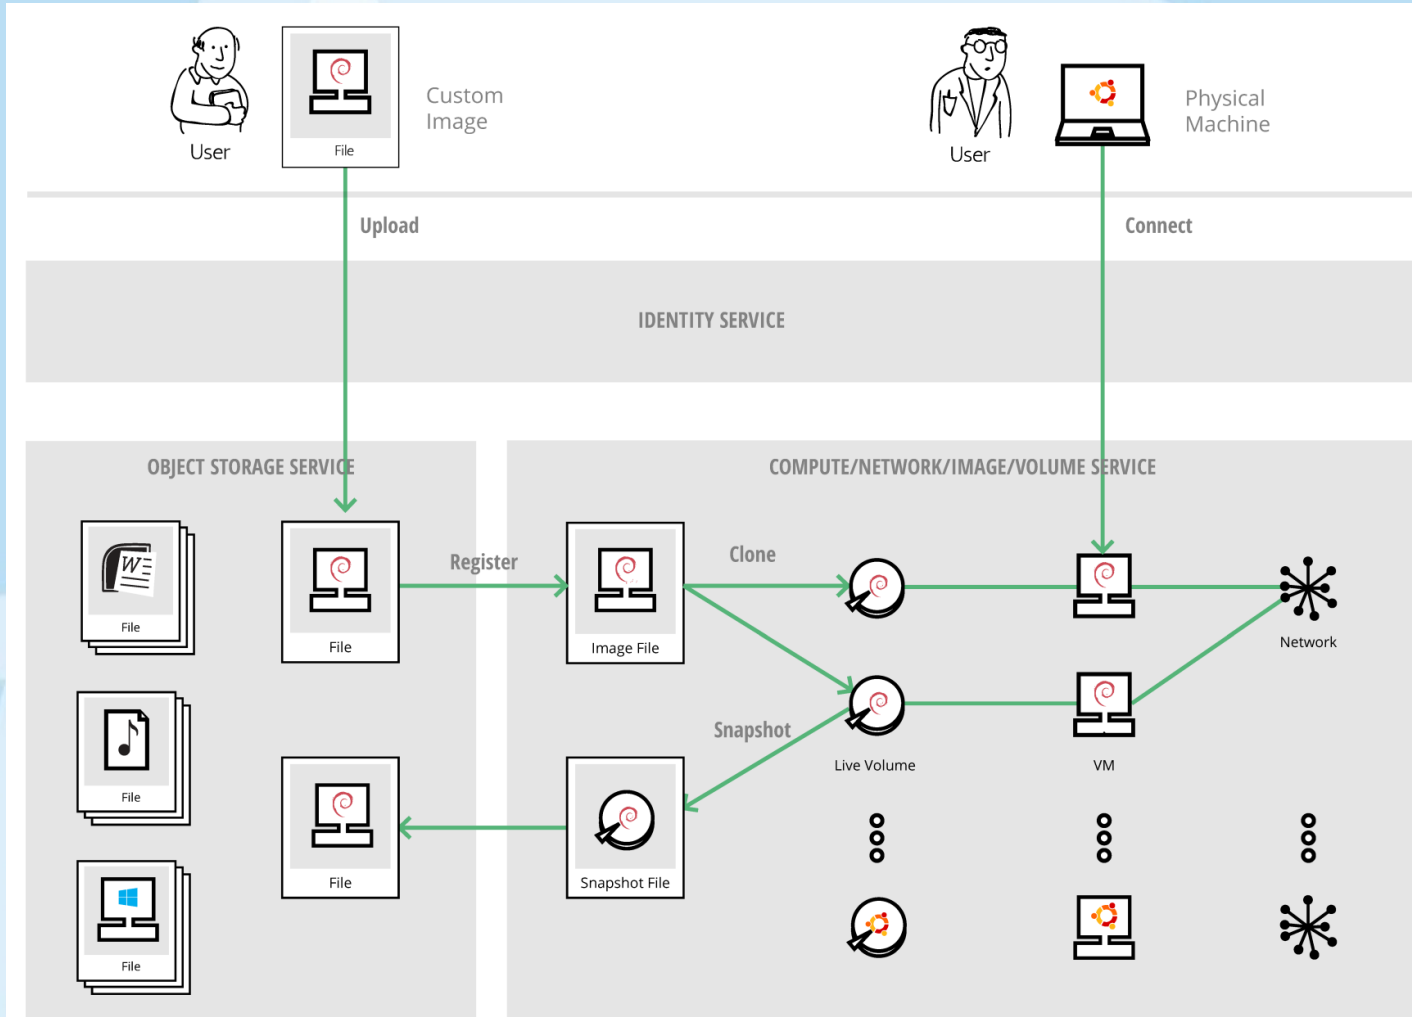 User
File
Custom
Image
User
Physical
Machine
Upload
Connect
IDENTITY SERVICE
OBJECT STORAGE SERVICE
COMPUTE/NETWORK/IMAGE/VOLUME SERVICE
W
File
File
Register
Image File
Clone
Network
File
File
Snapshot
Snapshot File
Live Volume
VM
File